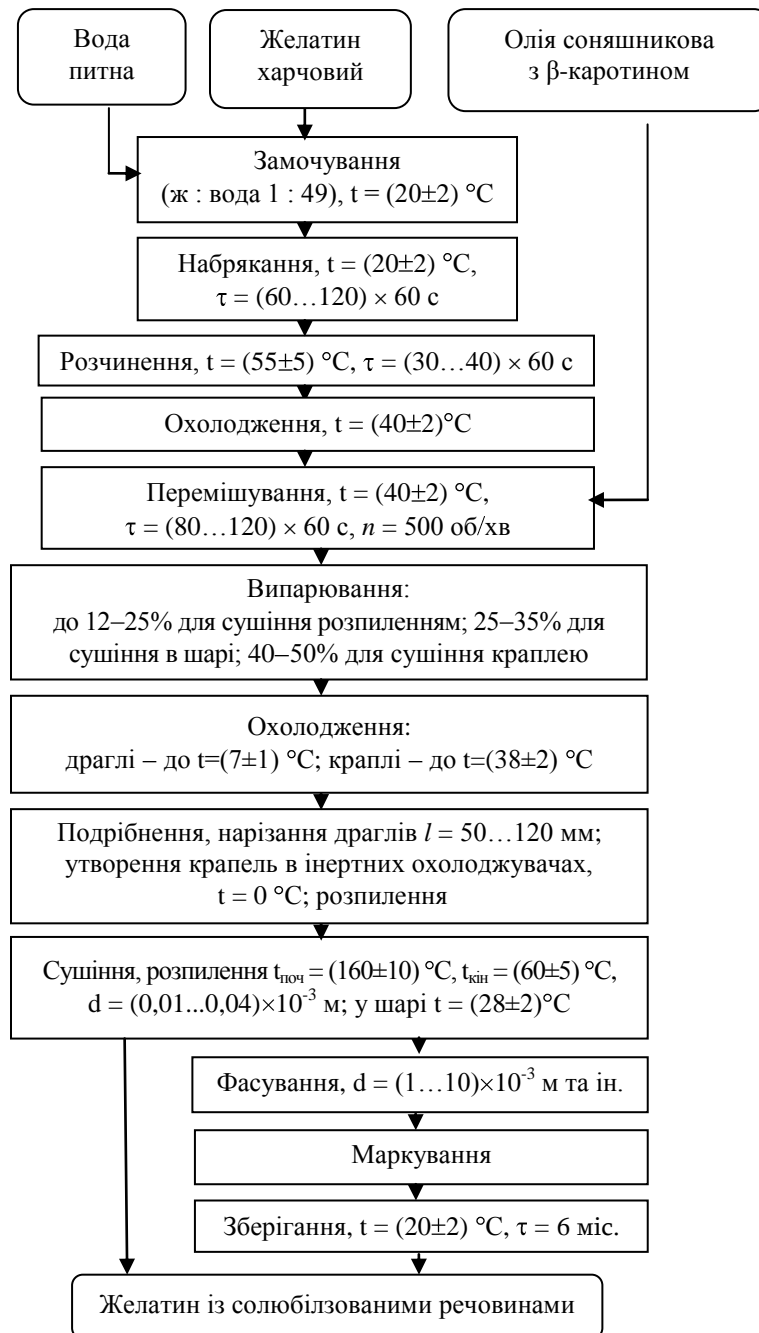 Вода
питна
Желатин
харчовий
Олія соняшникова
з β-каротином
Замочування
(ж : вода 1 : 49), t = (20±2) °С
Набрякання, t = (20±2) °С,
τ = (60…120) × 60 с
Розчинення, t = (55±5) °С, τ = (30…40) × 60 с
Охолодження, t = (40±2)°С
Перемішування, t = (40±2) °С,
τ = (80…120) × 60 с, n = 500 об/хв
Випарювання:
до 12–25% для сушіння розпиленням; 25–35% для
сушіння в шарі; 40–50% для сушіння краплею
Охолодження:
драглі – до t=(7±1) °С; краплі – до t=(38±2) °С
Подрібнення, нарізання драглів l = 50…120 мм;
утворення крапель в інертних охолоджувачах,
t = 0 °С; розпилення
Сушіння, розпилення tпоч = (160±10) °С, tкін = (60±5) °С,
d = (0,01...0,04)×10⁻³ м; у шарі t = (28±2)°С
Фасування, d = (1…10)×10⁻³ м та ін.
Маркування
Зберігання, t = (20±2) °С, τ = 6 міс.
Желатин із солюбілзованими речовинами